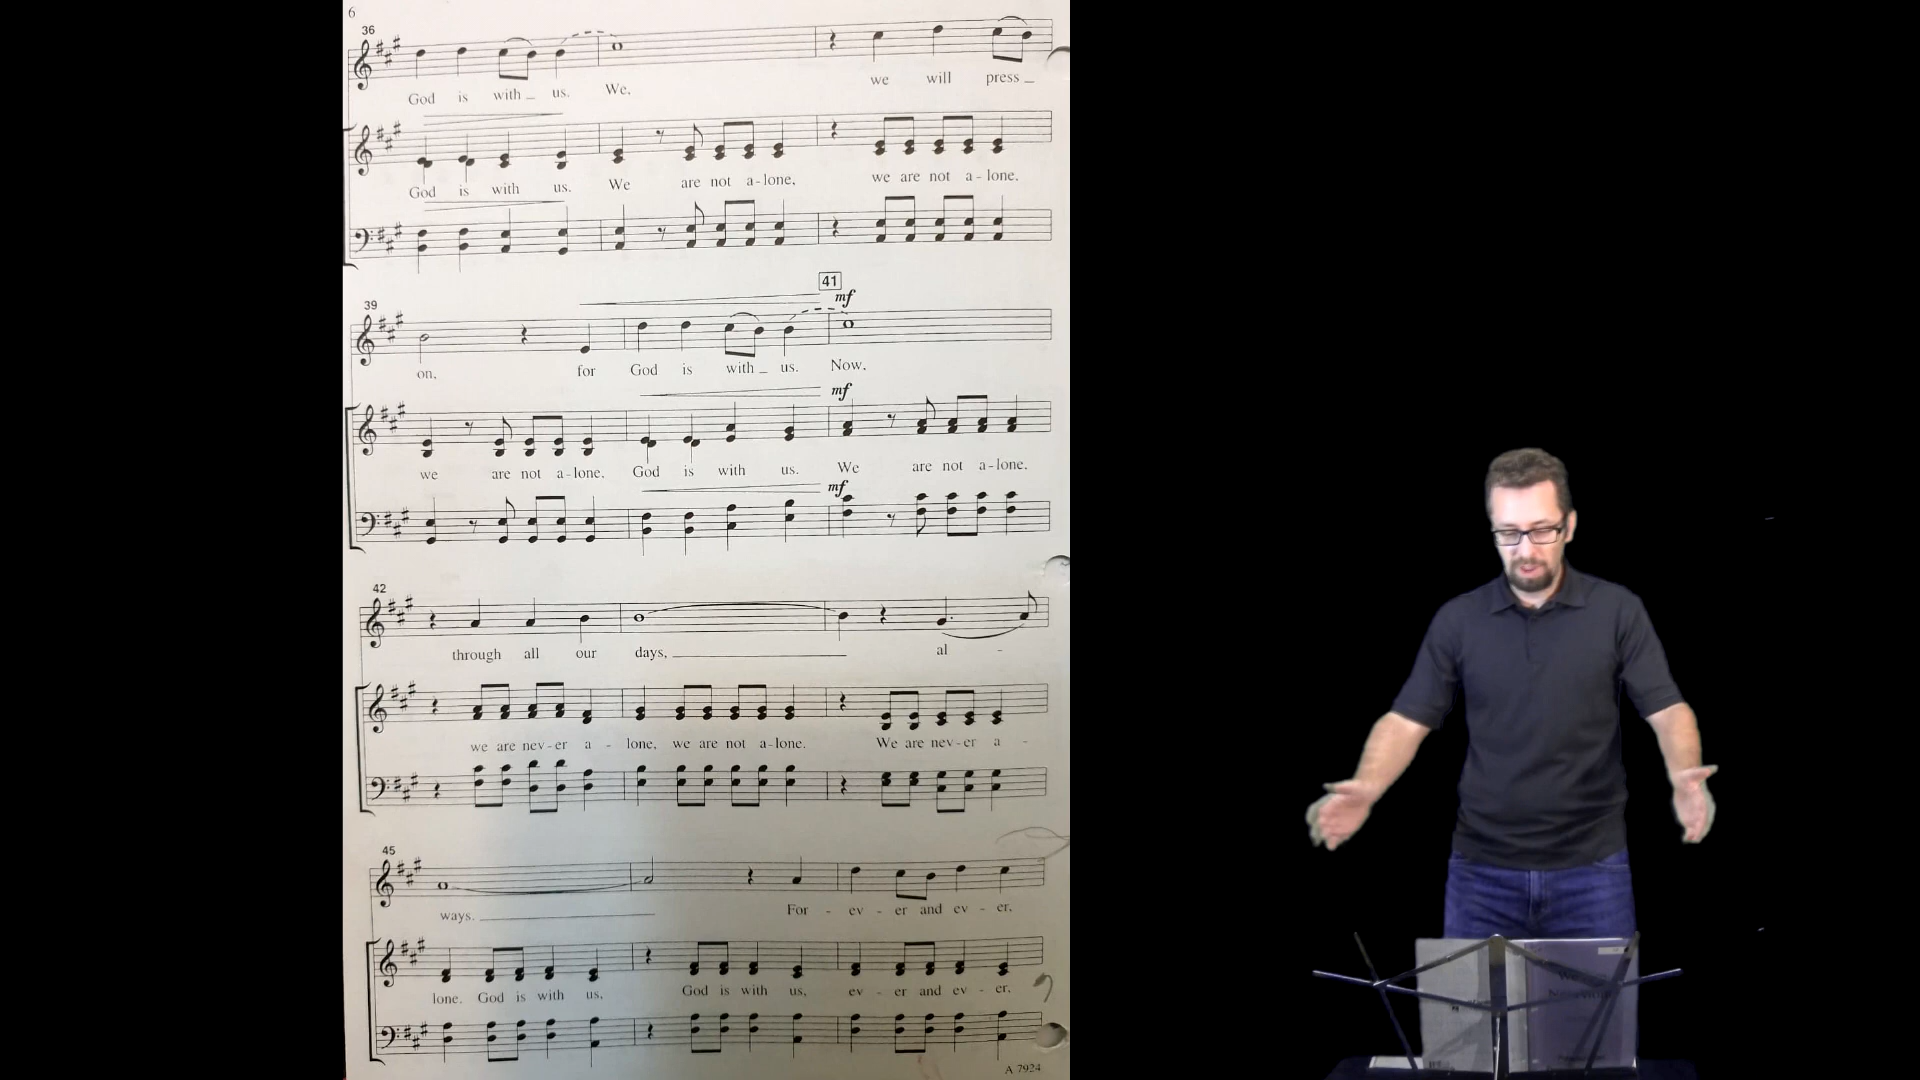 6
36
God is with us. We, we will press
God is with us. We are not a-lone, we are not a-lone,
41
mf
39
on, for God is with us. Now,
mf
we are not a-lone, God is with us. We are not a-lone.
mf
42
through all our days, al -
we are nev-er a - lone, we are not a-lone. We are nev-er a -
45
ways. For - ev - er and ev - er.
lone. God is with us, God is with us, ev - er and ev - er.
A 7924